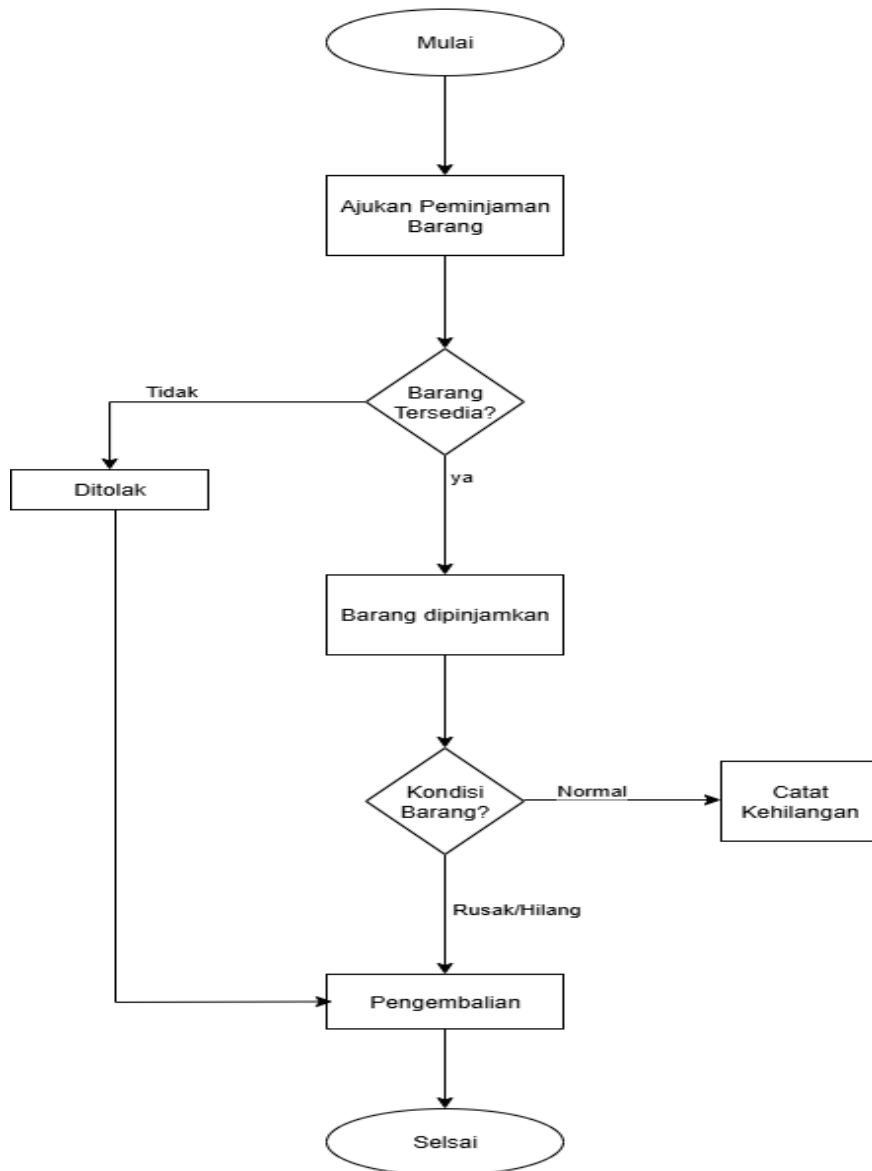 Mulai
Ajukan Peminjaman
Barang
Tidak
Barang
Tersedia?
Ditolak
ya
Barang dipinjamkan
Kondisi
Barang?
Normal
Catat
Kehilangan
Rusak/Hilang
Pengembalian
Selsai